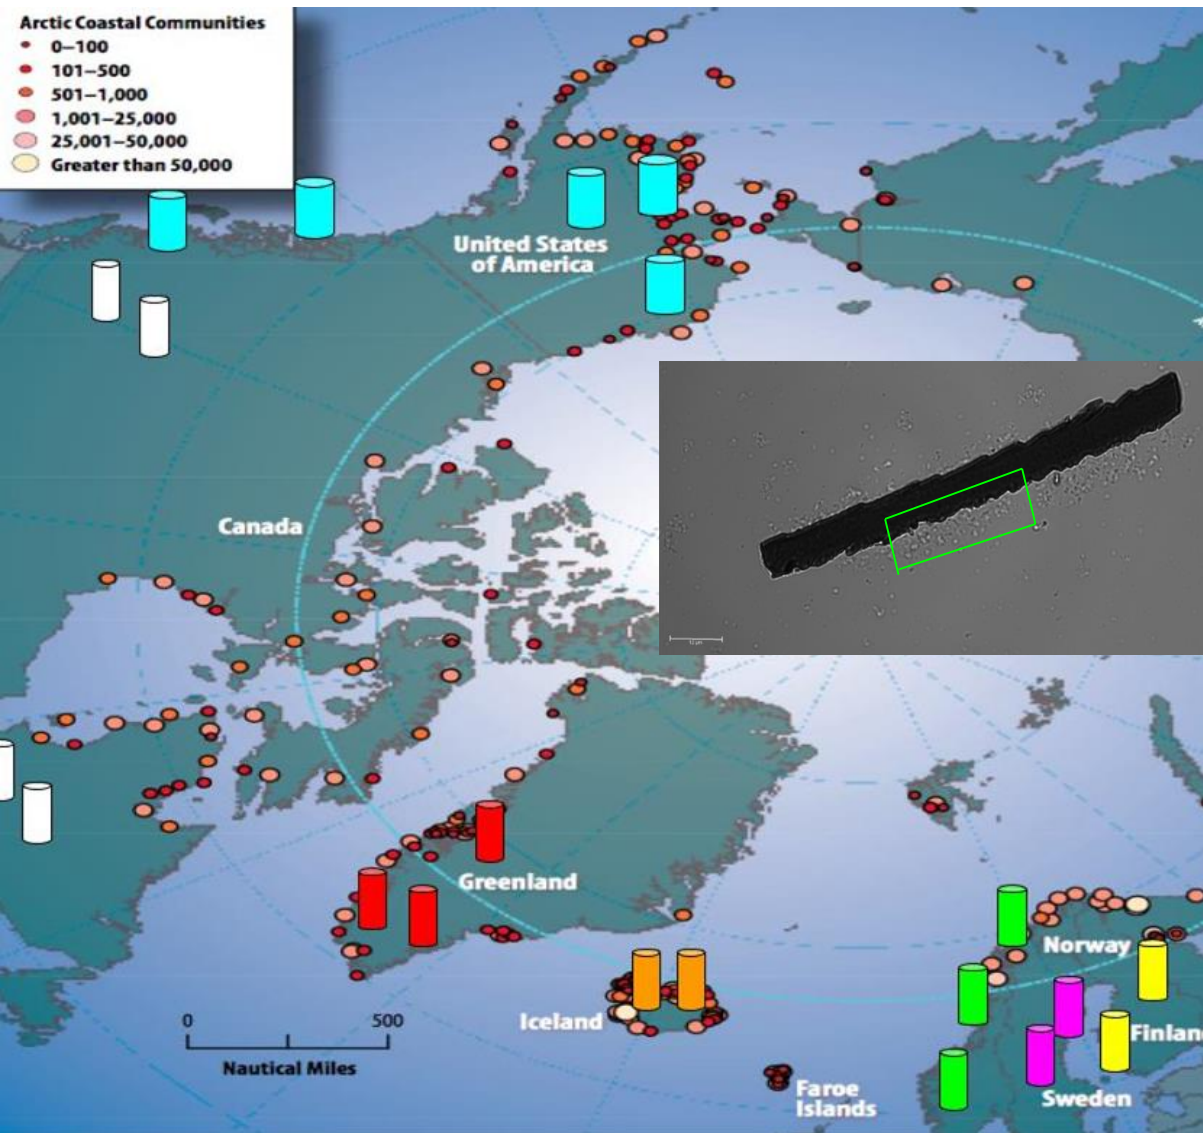 Arctic Coastal Communities
0–100
101–500
501–1,000
1,001–25,000
25,001–50,000
Greater than 50,000
United States
of America
Canada
Greenland
Norway
Iceland
Finlan
0 500
Nautical Miles
Faroe
Islands
Sweden